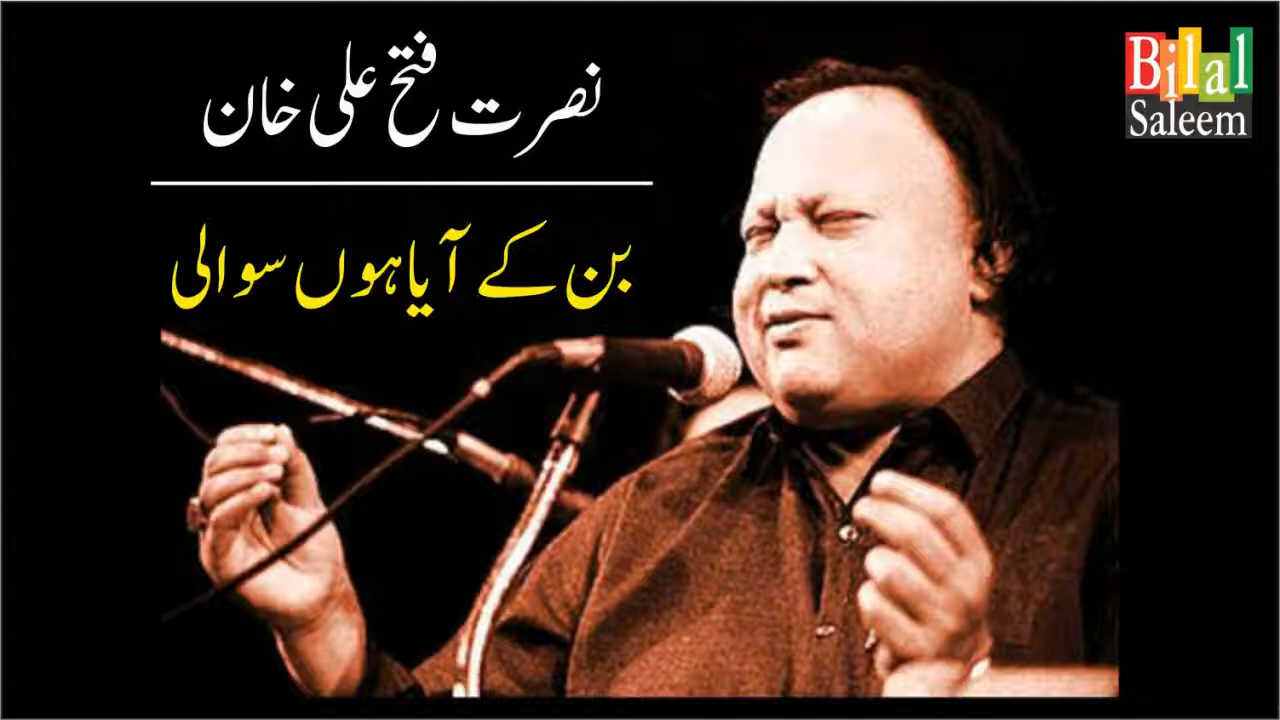 نصرت فتح علی خان
بن کے آیا ہوں سوالی
Bilal
Saleem